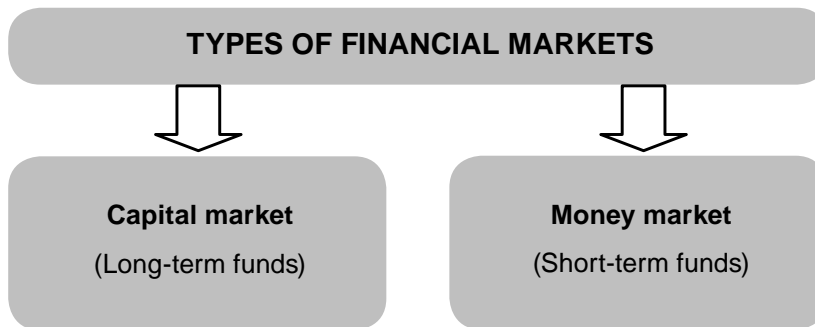 TYPES OF FINANCIAL MARKETS
Capital market
(Long-term funds)
Money market
(Short-term funds)